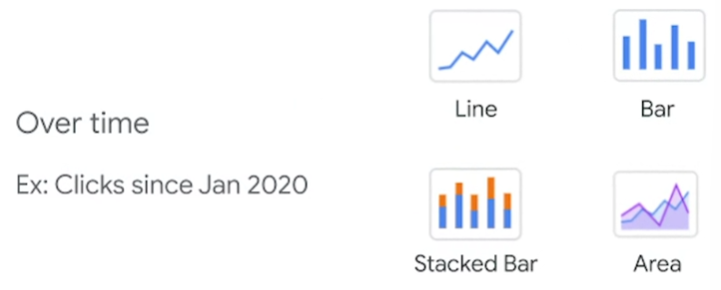 Over time
Ex: Clicks since Jan 2020
Line
Bar
Stacked Bar
Area